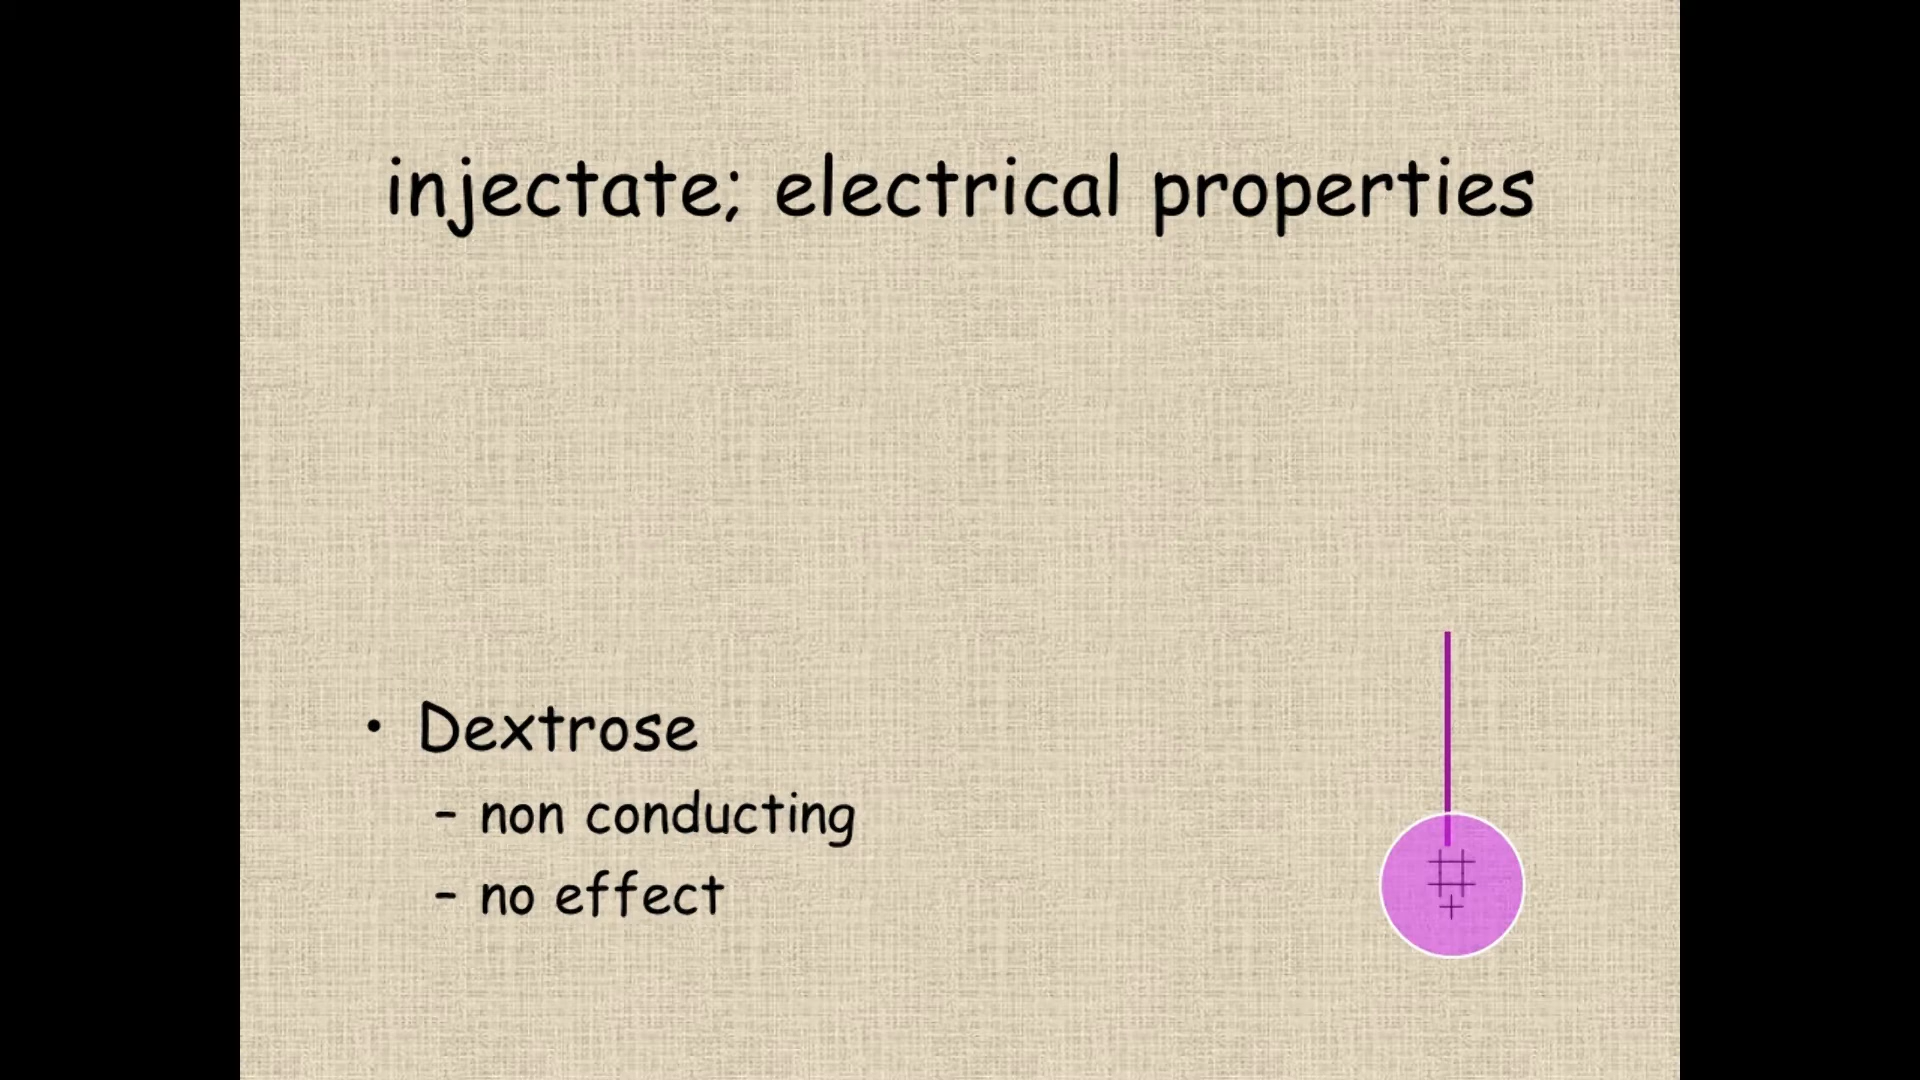 injectate; electrical properties
• Dextrose
– non conducting
– no effect
+